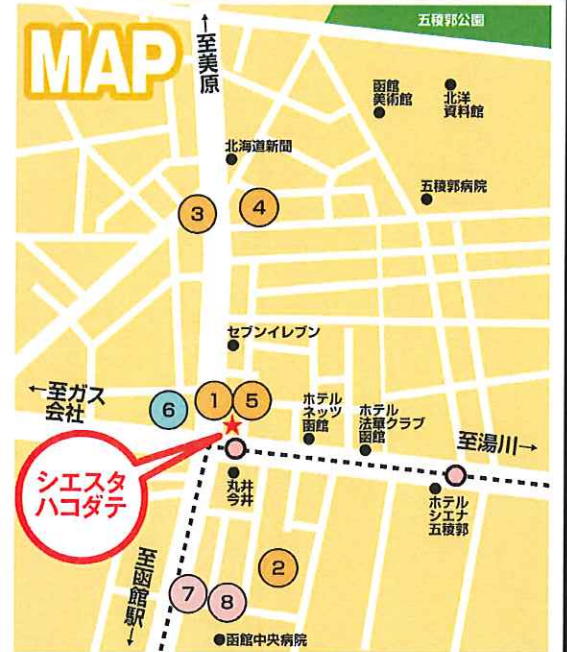 MAP
五稜郭公園
←至美原
函館
美術館
北洋
資料館
北海道新聞
五稜郭病院
3
4
セブンイレブン
←至ガス
会社
6
1
5
ホテル
ネッツ
函館
ホテル
法華クラブ
函館
至湯川→
シエスタ
ハコダテ
丸井
今井
ホテル
シエナ
五稜郭
至函館駅→
2
7
8
函館中央病院